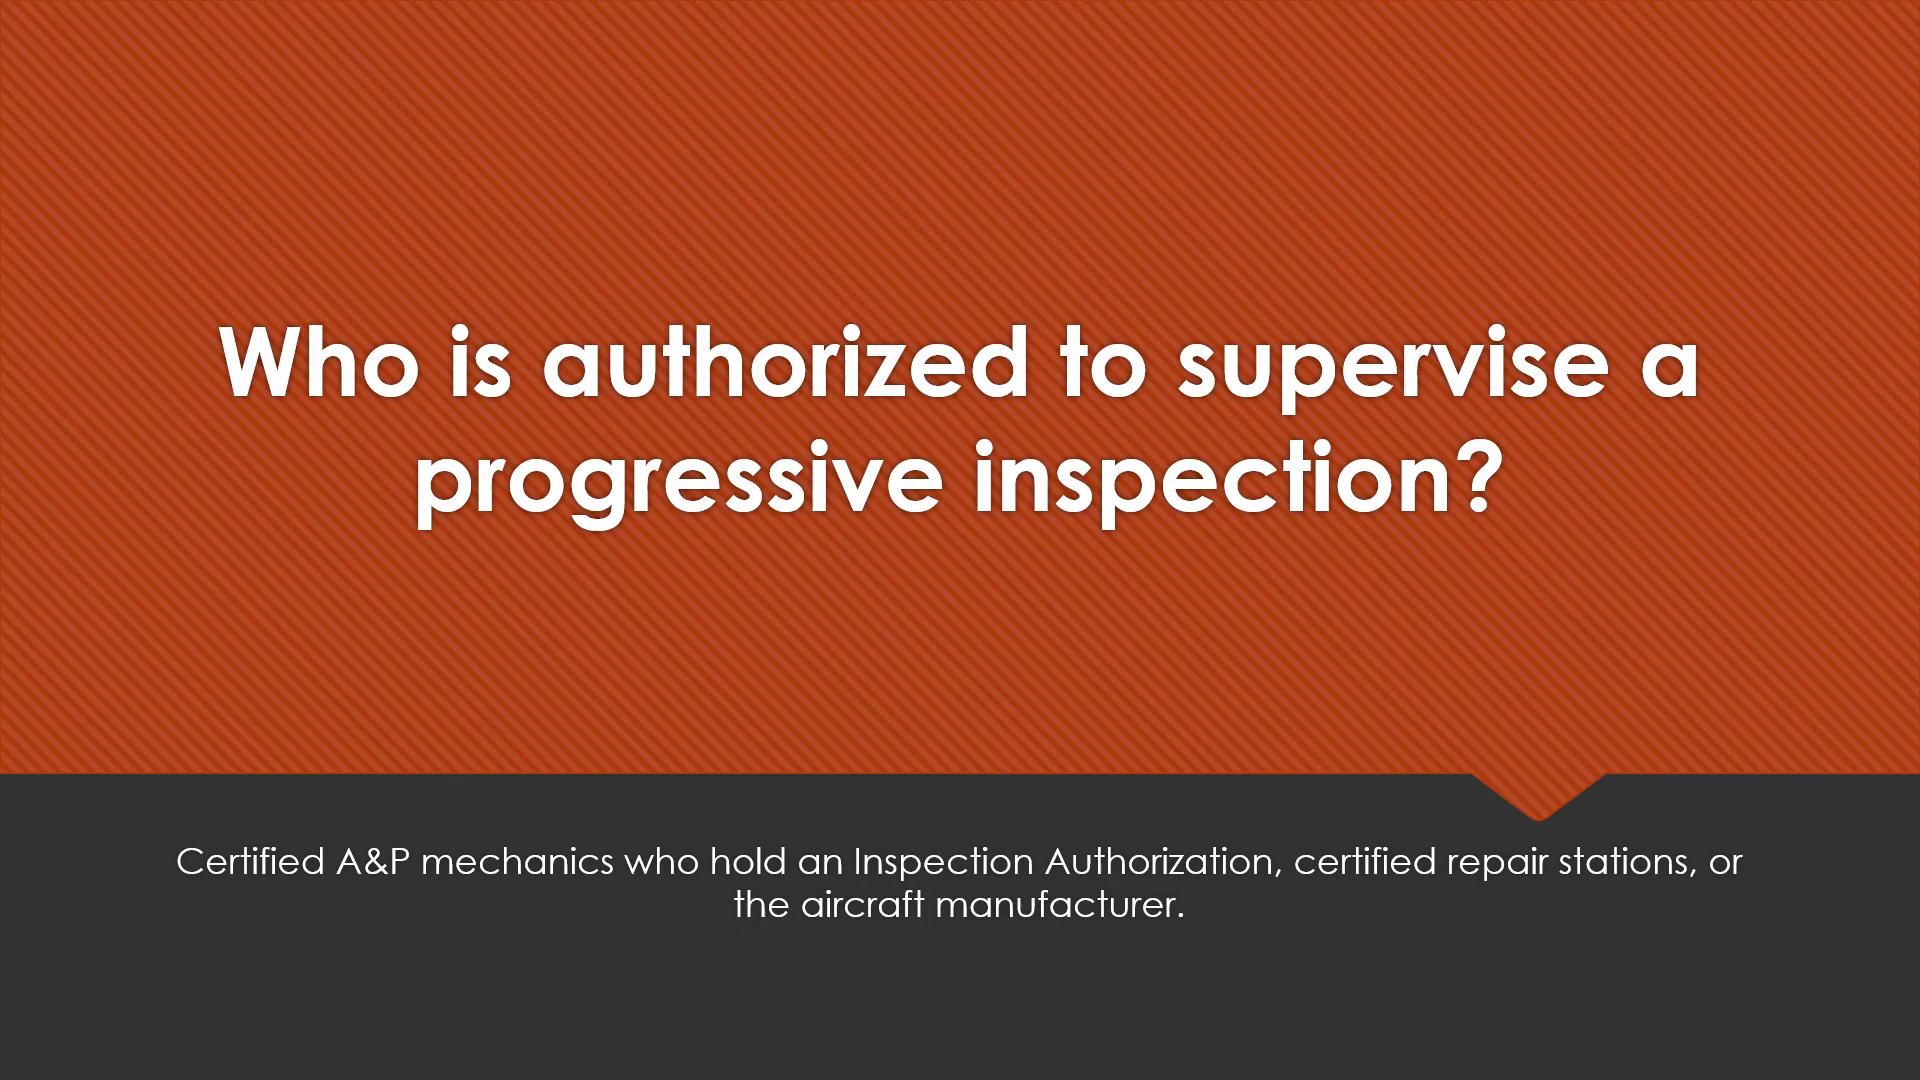 Who is authorized to supervise a
progressive inspection?
Certified A&P mechanics who hold an Inspection Authorization, certified repair stations, or
the aircraft manufacturer.